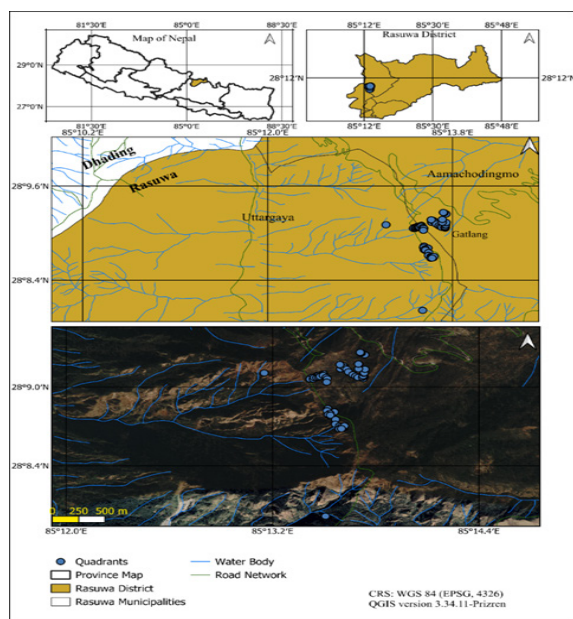 Map of Nepal
81°30'E 85°0'E 88°30'E
29°0'N
27°0'N
81°30'E 85°0'E 88°30'E
Rasuwa District
85°12'E 85°30'E 85°48'E
28°12'N 28°12'N
85°12'E 85°30'E 85°48'E
85°10.2'E 85°12.0'E 85°13.8'E
Dhading
Rasuwa
Aamachodingmo
28°9.6'N
Uttargaya
Gatlang
28°8.4'N
28°9.0'N
28°8.4'N
0 250 500 m
85°12.0'E 85°13.2'E 85°14.4'E
Quadrants
Water Body
Province Map
Road Network
Rasuwa District
Rasuwa Municipalities
CRS: WGS 84 (EPSG, 4326)
QGIS version 3.34.11-Prizren